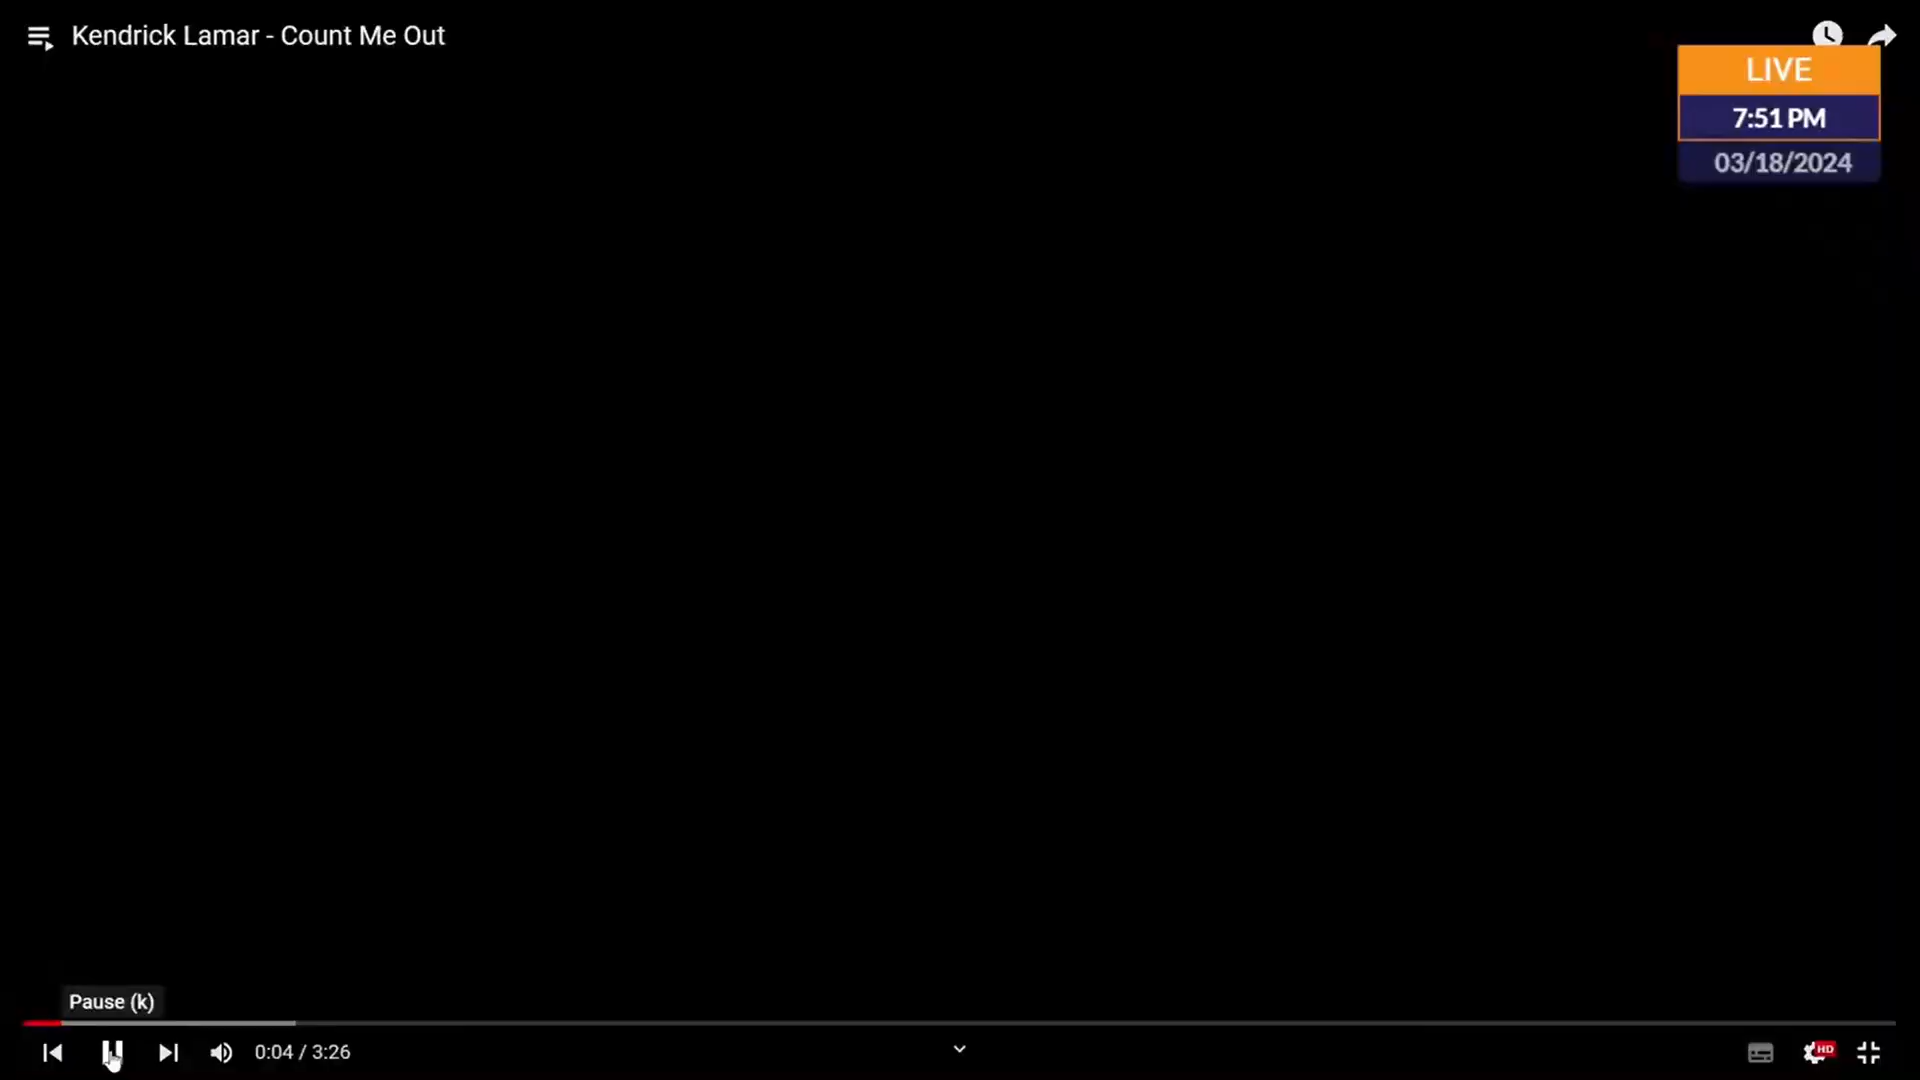 Kendrick Lamar - Count Me Out
LIVE
7:51 PM
03/18/2024
Pause (k)
0:04 / 3:26
HD